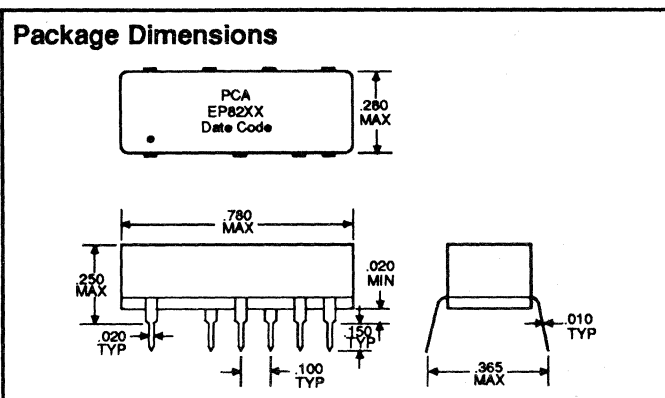 Package Dimensions
PCA
EP82XX
Date Code
.280
MAX
.780
MAX
.250
MAX
.020
MIN
.020
TYP
.150
TYP
.100
TYP
.010
TYP
.365
MAX